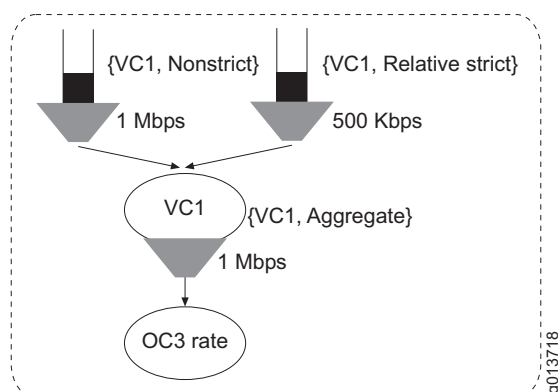 {VC1, Nonstrict}
{VC1, Relative strict}
1 Mbps
500 Kbps
VC1
{VC1, Aggregate}
1 Mbps
OC3 rate
g013718